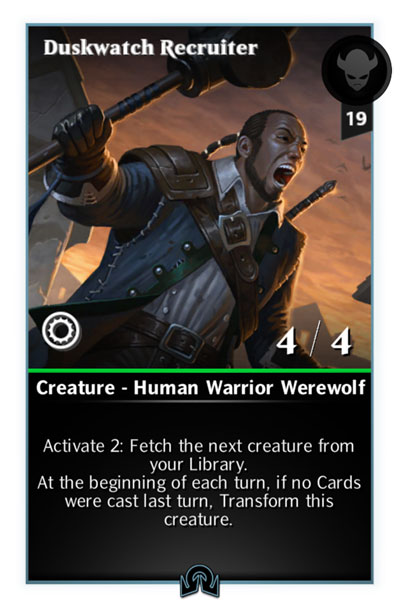 Duskwatch Recruiter
19
4 / 4
Creature - Human Warrior Werewolf
Activate 2: Fetch the next creature from
your Library.
At the beginning of each turn, if no Cards
were cast last turn, Transform this
creature.